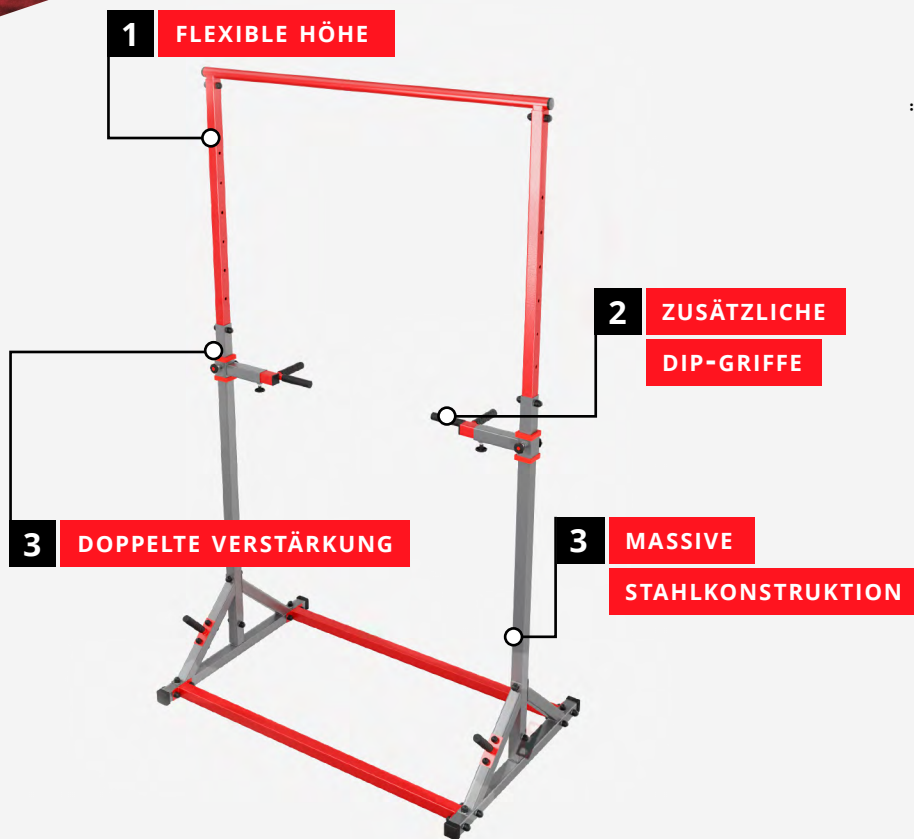 1 FLEXIBLE HÖHE
2 ZUSÄTZLICHE
DIP-GRIFFE
3 DOPPELTE VERSTÄRKUNG
3 MASSIVE
STAHLKONSTRUKTION
: